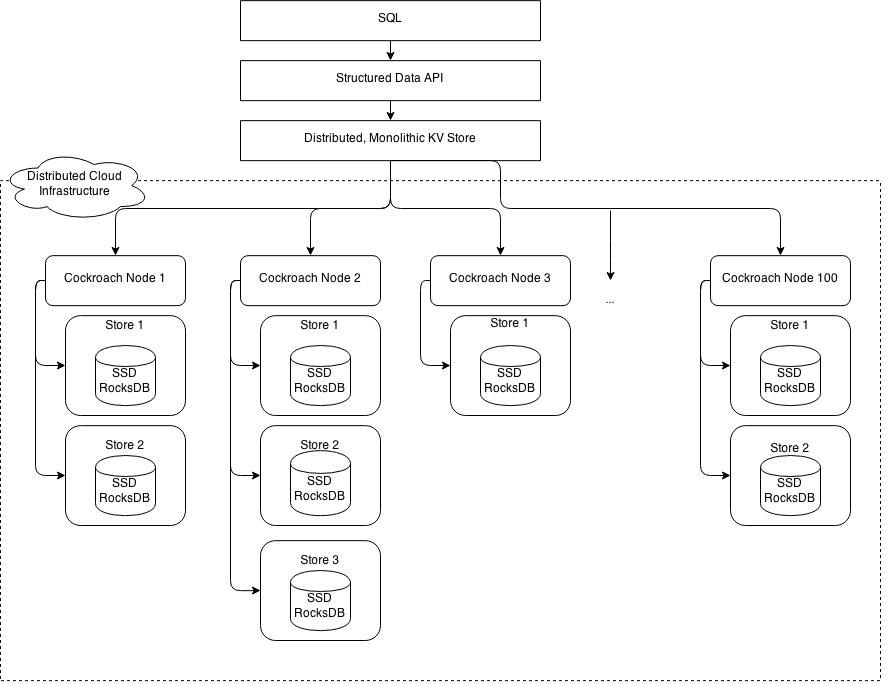 SQL
Structured Data API
Distributed, Monolithic KV Store
Distributed Cloud
Infrastructure
Cockroach Node 1
Cockroach Node 2
Cockroach Node 3
...
Cockroach Node 100
Store 1
SSD
RocksDB
Store 1
SSD
RocksDB
Store 1
SSD
RocksDB
Store 1
SSD
RocksDB
Store 2
SSD
RocksDB
Store 2
SSD
RocksDB
Store 2
SSD
RocksDB
Store 3
SSD
RocksDB